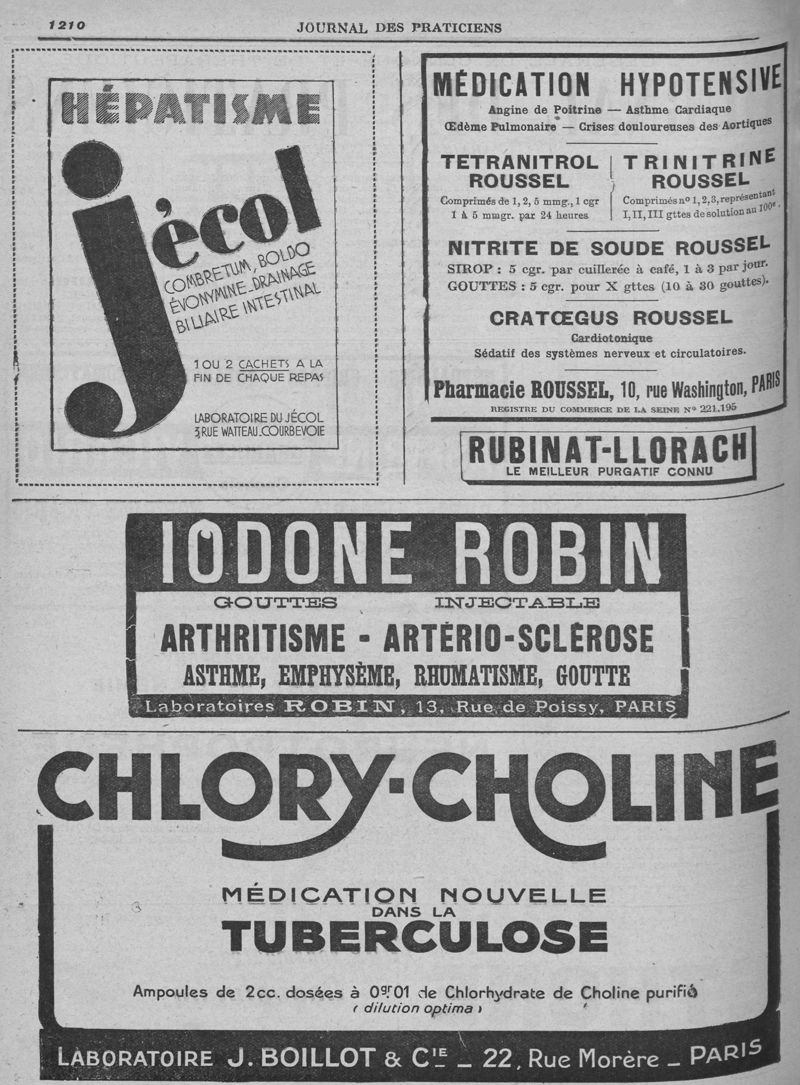 1210
JOURNAL DES PRATICIENS
HÉPATISME
jécol
COMBRETUM, BOLDO
ÉVONYMINE_DRAINAGE
BILIAIRE INTESTINAL
1 OU 2 CACHETS A LA
FIN DE CHAQUE REPAS
LABORATOIRE DU JÉCOL
3 RUE WATTEAU.COURBEVOIE
MÉDICATION HYPOTENSIVE
Angine de Poitrine — Asthme Cardiaque
Œdème Pulmonaire — Crises douloureuses des Aortiques
TETRANITROL
ROUSSEL
Comprimés de 1, 2, 5 mmg., 1 cgr
1 à 5 mmgr. par 24 heures
TRINITRINE
ROUSSEL
Comprimés nº 1, 2, 3, représentant
I, II, III gttes de solution au 100e.
NITRITE DE SOUDE ROUSSEL
SIROP : 5 cgr. par cuillerée à café, 1 à 3 par jour.
GOUTTES : 5 cgr. pour X gttes (10 à 30 gouttes).
CRATŒGUS ROUSSEL
Cardiotonique
Sédatif des systèmes nerveux et circulatoires.
Pharmacie ROUSSEL, 10, rue Washington, PARIS
REGISTRE DU COMMERCE DE LA SEINE Nº 221.195
RUBINAT-LLORACH
LE MEILLEUR PURGATIF CONNU
IODONE ROBIN
GOUTTES INJECTABLE
ARTHRITISME - ARTÉRIO-SCLÉROSE
ASTHME, EMPHYSÈME, RHUMATISME, GOUTTE
Laboratoires ROBIN, 13, Rue de Poissy, PARIS
CHLORY-CHOLINE
MÉDICATION NOUVELLE
DANS LA
TUBERCULOSE
Ampoules de 2cc. dosées à 0gr01 de Chlorhydrate de Choline purifié
( dilution optima )
LABORATOIRE J. BOILLOT & CIE _ 22, Rue Morère _ PARIS